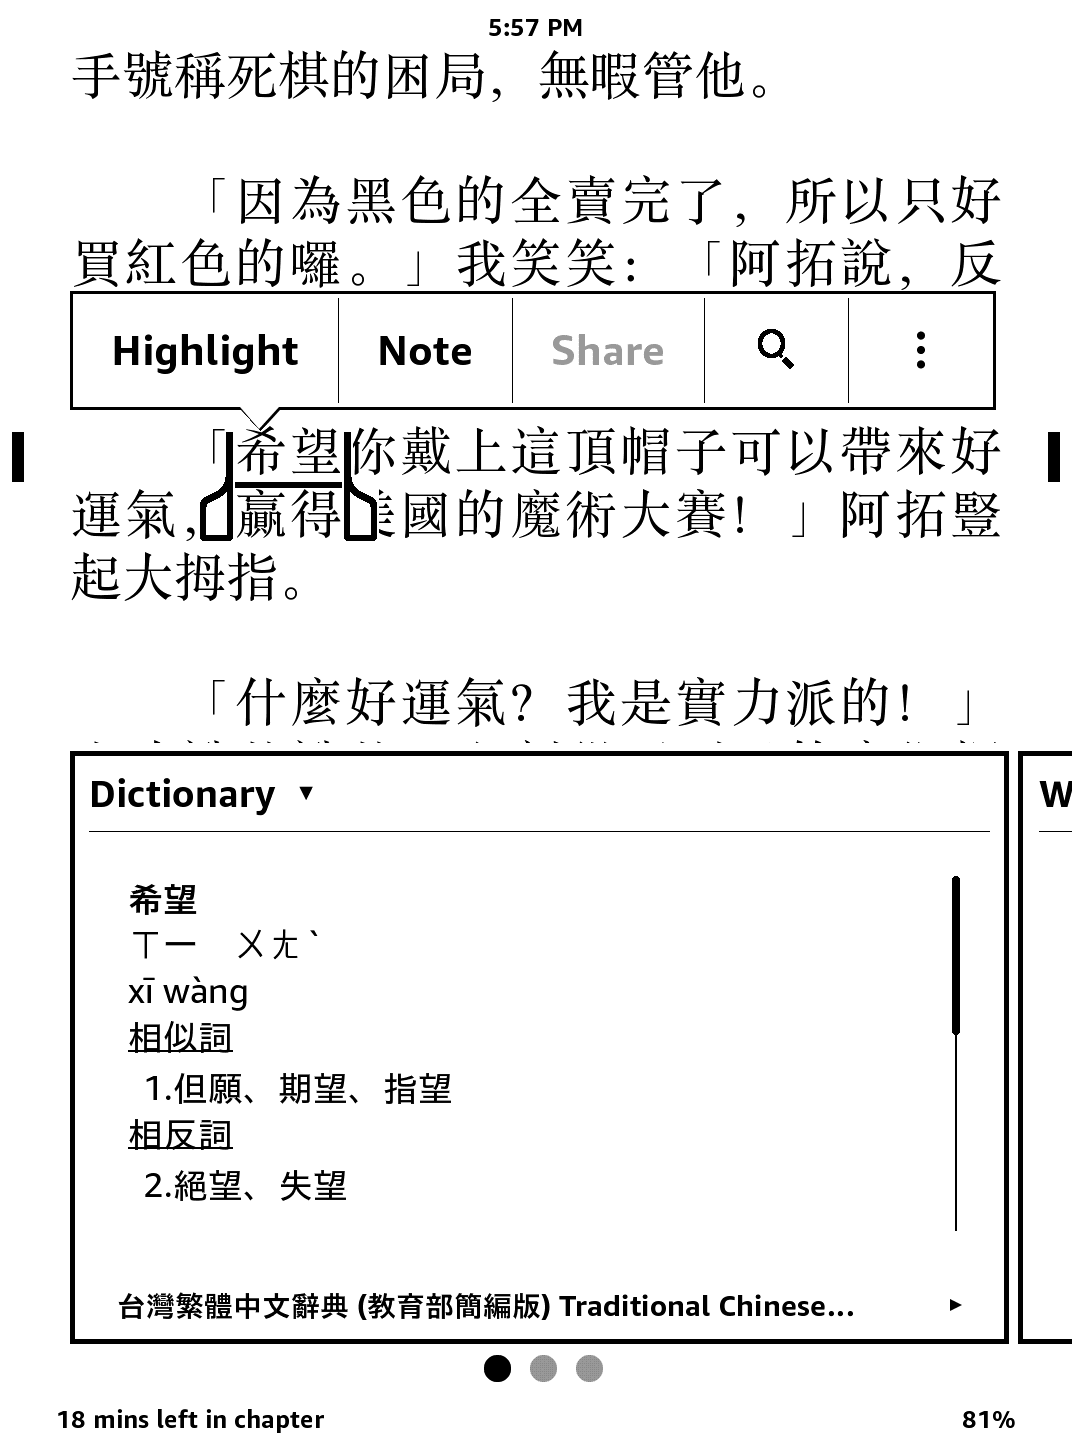 5:57 PM
手號稱死棋的困局，無暇管他。
「因為黑色的全賣完了，所以只好
買紅色的囉。」我笑笑：「阿拓說，反
Highlight Note Share
「希望你戴上這頂帽子可以帶來好
運氣，贏得美國的魔術大賽！」阿拓豎
起大拇指。
「什麼好運氣？我是實力派的！」
Dictionary ▼
W
希望
ㄒㄧ ㄨㄤˋ
xī wàng
相似詞
1.但願、期望、指望
相反詞
2.絕望、失望
台灣繁體中文辭典 (教育部簡編版) Traditional Chinese...
18 mins left in chapter
81%